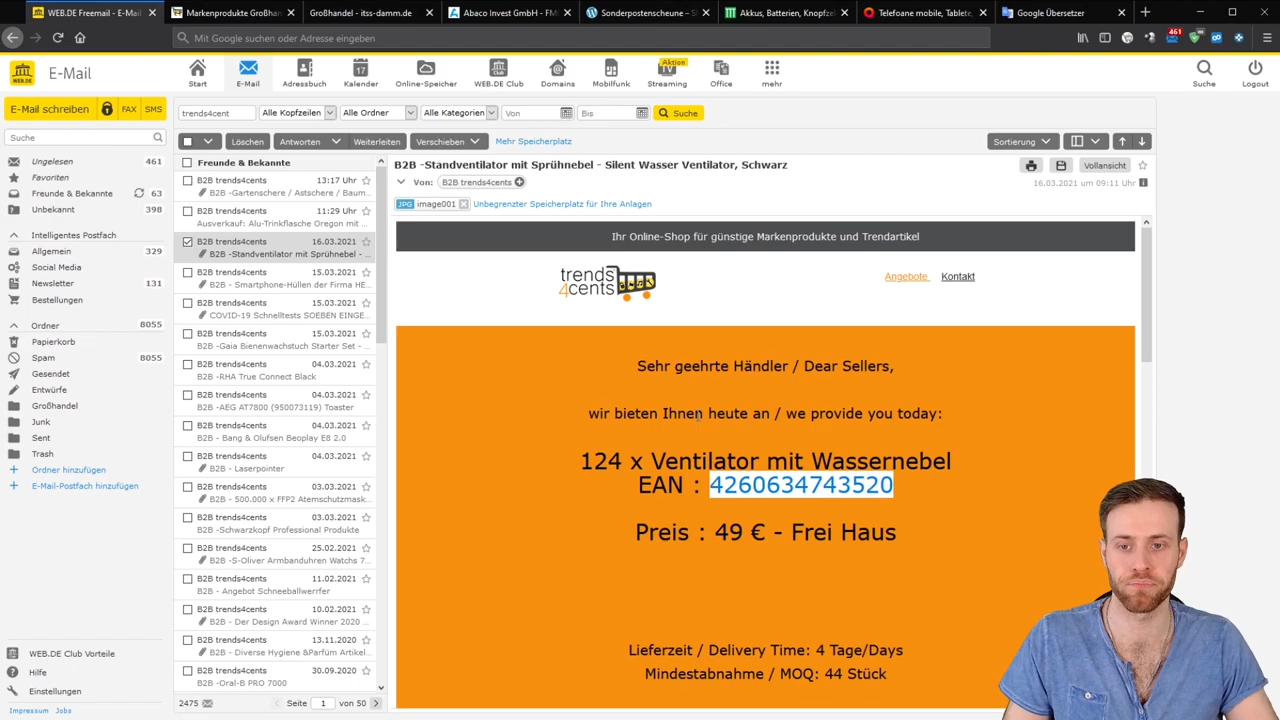 WEB.DE Freemail - E-Mail
Markenprodukte Großhan
Großhandel - itss-damm.de
Abaco Invest GmbH - FM
Sonderpostenscheune – S
Akkus, Batterien, Knopfze
Telefoane mobile, Tablete,
Google Übersetzer
Mit Google suchen oder Adresse eingeben
461
E-Mail
Start
E-Mail
Adressbuch
17
Kalender
Online-Speicher
Club
WEB.DE Club
Domains
Mobilfunk
Aktion
TV
Streaming
Office
mehr
Suche
Logout
E-Mail schreiben
FAX
SMS
trends4cent
Alle Kopfzeilen
Alle Ordner
Alle Kategorien
Von
Bis
Suche
Suche
Löschen
Antworten
Weiterleiten
Verschieben
Mehr Speicherplatz
Sortierung
Ungelesen 461
Favoriten
Freunde & Bekannte 63
Unbekannt 398
Intelligentes Postfach
Allgemein 329
Social Media
Newsletter 131
Bestellungen
Ordner 8055
Papierkorb
Spam 8055
Gesendet
Entwürfe
Großhandel
Junk
Sent
Trash
Ordner hinzufügen
E-Mail-Postfach hinzufügen
WEB.DE Club Vorteile
Hilfe
Einstellungen
Impressum Jobs
Freunde & Bekannte
B2B trends4cents 13:17 Uhr
B2B -Gartenschere / Astschere / Baum...
B2B trends4cents 11:29 Uhr
Ausverkauf: Alu-Trinkflasche Oregon mit ...
B2B trends4cents 16.03.2021
B2B -Standventilator mit Sprühnebel - ...
B2B trends4cents 15.03.2021
B2B - Smartphone-Hüllen der Firma HE...
B2B trends4cents 15.03.2021
COVID-19 Schnelltests SOEBEN EINGE...
B2B trends4cents 15.03.2021
B2B -Gaia Bienenwachstuch Starter Set - ...
B2B trends4cents 04.03.2021
B2B -RHA True Connect Black
B2B trends4cents 04.03.2021
B2B -AEG AT7800 (950073119) Toaster
B2B trends4cents 04.03.2021
B2B - Bang & Olufsen Beoplay E8 2.0
B2B trends4cents 04.03.2021
B2B - Laserpointer
B2B trends4cents 04.03.2021
B2B - 500.000 x FFP2 Atemschutzmask...
B2B trends4cents 03.03.2021
B2B -Schwarzkopf Professional Produkte
B2B trends4cents 25.02.2021
B2B -S-Oliver Armbanduhren Watchs 7...
B2B trends4cents 11.02.2021
B2B - Angebot Schneeballwerfer
B2B trends4cents 10.02.2021
B2B - Der Design Award Winner 2020 ...
B2B trends4cents 13.11.2020
B2B - Diverse Hygiene &Parfüm Artikel...
B2B trends4cents 30.09.2020
B2B -Oral-B PRO 7000
2475
Seite 1 von 50
B2B -Standventilator mit Sprühnebel - Silent Wasser Ventilator, Schwarz
Vollansicht
Von: B2B trends4cents
16.03.2021 um 09:11 Uhr
JPG image001
Unbegrenzter Speicherplatz für Ihre Anlagen
Ihr Online-Shop für günstige Markenprodukte und Trendartikel
trends
4cents
Angebote
Kontakt
Sehr geehrte Händler / Dear Sellers,
wir bieten Ihnen heute an / we provide you today:
124 x Ventilator mit Wassernebel
EAN : 4260634743520
Preis : 49 € - Frei Haus
Lieferzeit / Delivery Time: 4 Tage/Days
Mindestabnahme / MOQ: 44 Stück